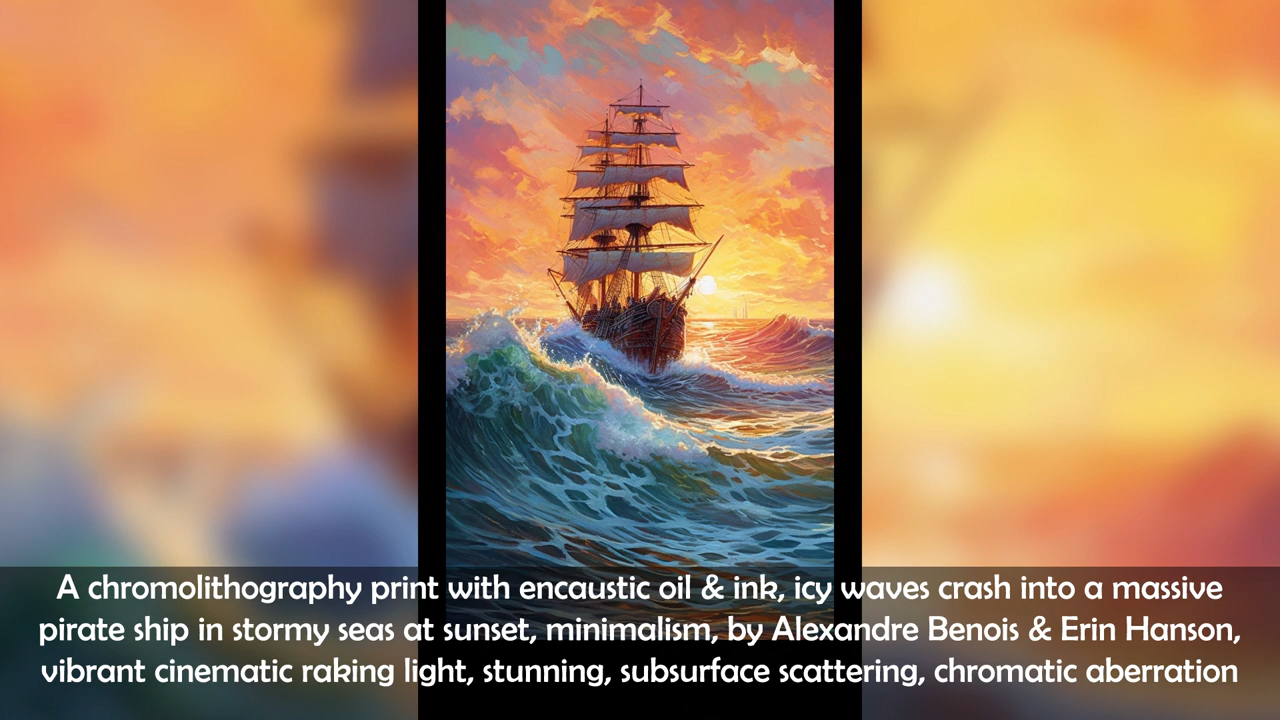 A chromolithography print with encaustic oil & ink, icy waves crash into a massive
pirate ship in stormy seas at sunset, minimalism, by Alexandre Benois & Erin Hanson,
vibrant cinematic raking light, stunning, subsurface scattering, chromatic aberration